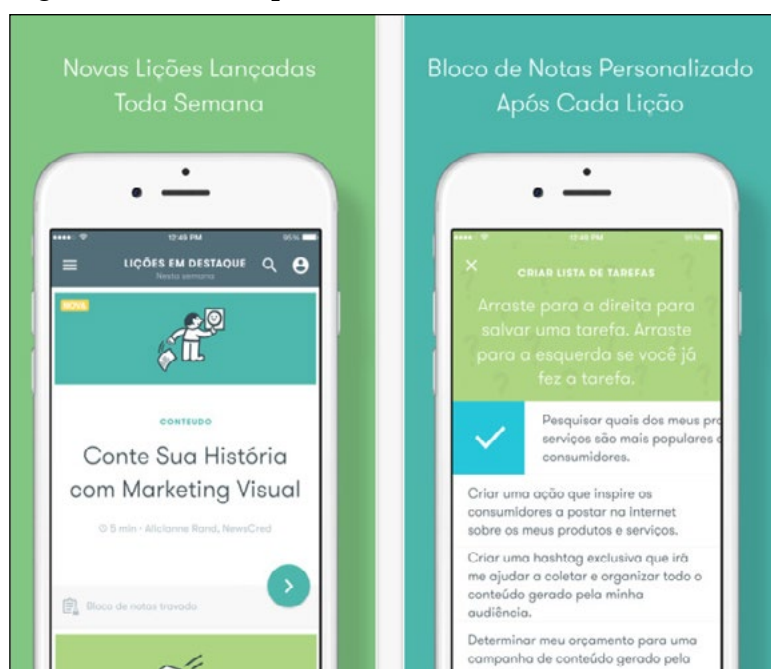 Novas Lições Lançadas
Toda Semana
12:45 PM
95%
LIÇÕES EM DESTAQUE
Nesta semana
NOVA
CONTEUDO
Conte Sua História
com Marketing Visual
5 min • Alicianne Rand, NewsCred
Bloco de notas travado
Bloco de Notas Personalizado
Após Cada Lição
12:45 PM
95%
CRIAR LISTA DE TAREFAS
Arraste para a direita para
salvar uma tarefa. Arraste
para a esquerda se você já
fez a tarefa.
Pesquisar quais dos meus pro
serviços são mais populares
consumidores.
Criar uma ação que inspire os
consumidores a postar na internet
sobre os meus produtos e serviços.
Criar uma hashtag exclusiva que irá
me ajudar a coletar e organizar todo o
conteúdo gerado pela minha
audiência.
Determinar meu orçamento para uma
campanha de conteúdo gerado pela